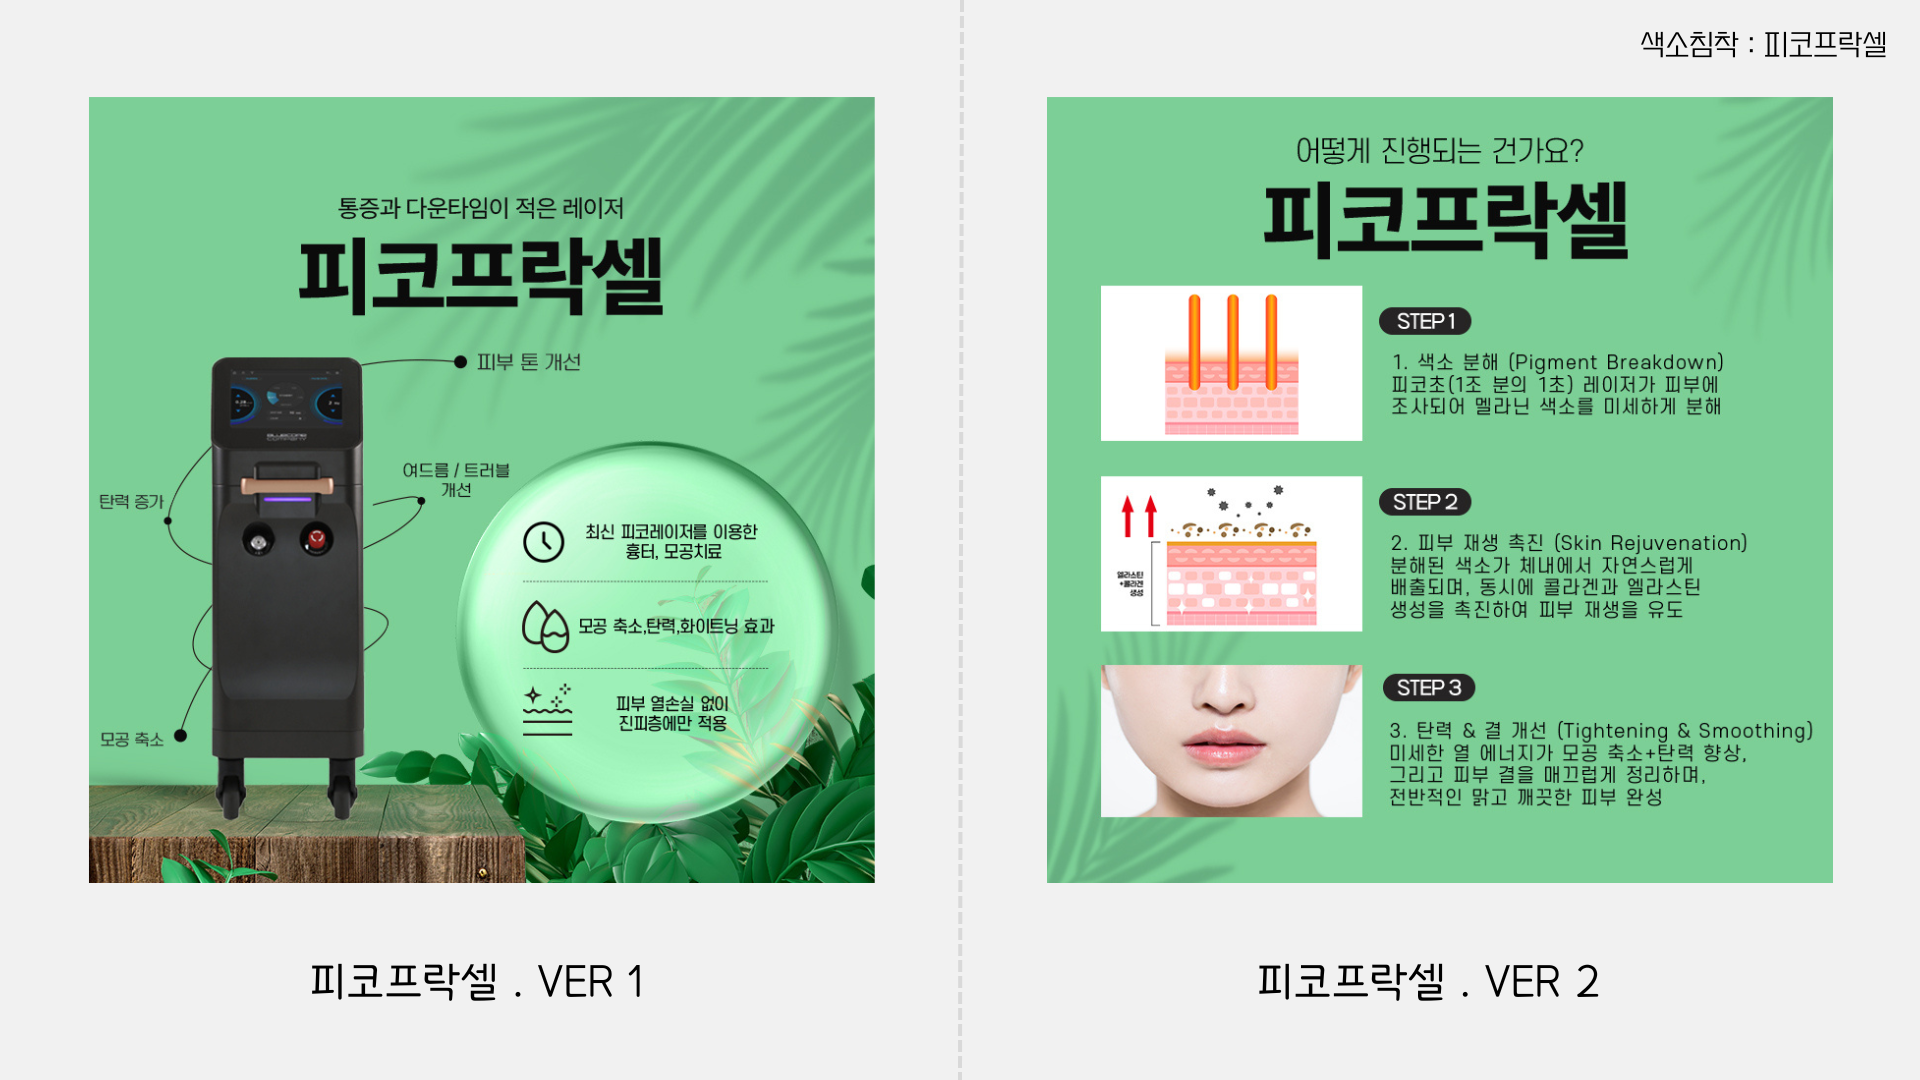 색소침착 : 피코프락셀
통증과 다운타임이 적은 레이저
피코프락셀
피부 톤 개선
여드름 / 트러블
개선
탄력 증가
모공 축소
최신 피코레이저를 이용한
흉터, 모공치료
모공 축소,탄력,화이트닝 효과
피부 열손실 없이
진피층에만 적용
피코프락셀 . VER 1
어떻게 진행되는 건가요?
피코프락셀
STEP 1
1. 색소 분해 (Pigment Breakdown)
피코초(1조 분의 1초) 레이저가 피부에
조사되어 멜라닌 색소를 미세하게 분해
STEP 2
엘라스틴
+콜라겐
생성
2. 피부 재생 촉진 (Skin Rejuvenation)
분해된 색소가 체내에서 자연스럽게
배출되며, 동시에 콜라겐과 엘라스틴
생성을 촉진하여 피부 재생을 유도
STEP 3
3. 탄력 & 결 개선 (Tightening & Smoothing)
미세한 열 에너지가 모공 축소+탄력 향상,
그리고 피부 결을 매끄럽게 정리하며,
전반적인 맑고 깨끗한 피부 완성
피코프락셀 . VER 2